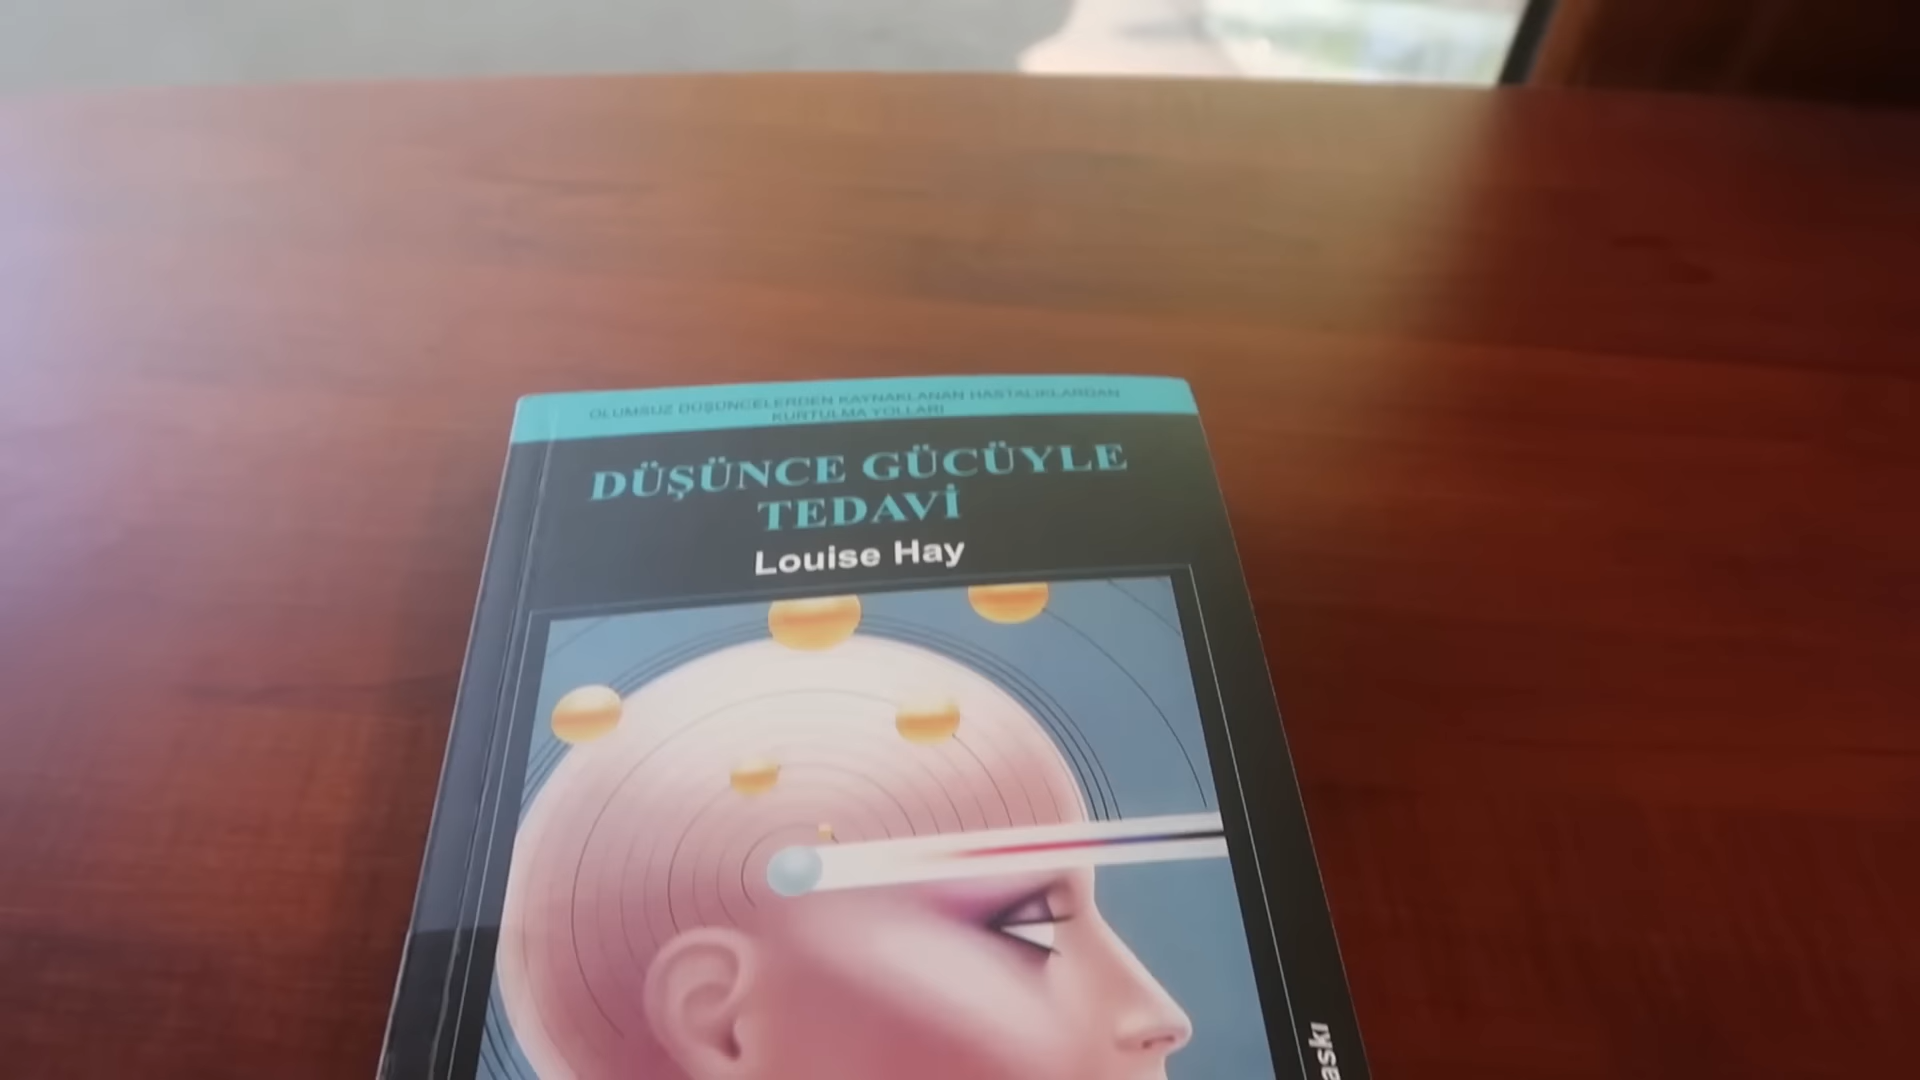 OLUMSUZ DÜŞÜNCELERDEN KAYNAKLANAN HASTALIKLARDAN
KURTULMA YOLLARI
DÜŞÜNCE GÜCÜYLE
TEDAVİ
Louise Hay